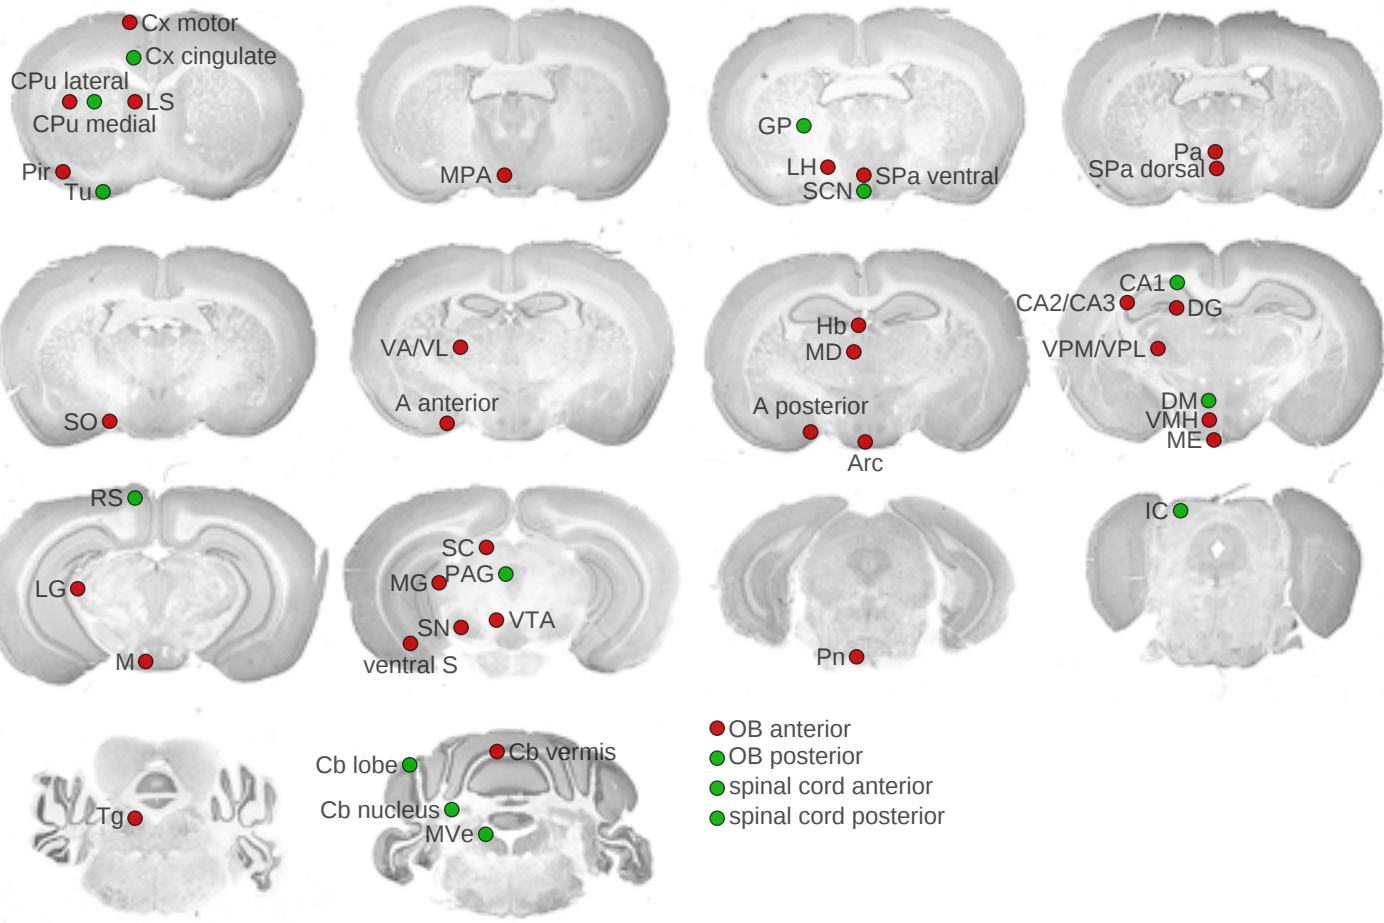 Cx motor
Cx cingulate
CPu lateral
LS
CPu medial
Pir
Tu
MPA
GP
LH
SPa ventral
SCN
Pa
SPa dorsal
SO
VA/VL
A anterior
Hb
MD
A posterior
Arc
CA1
CA2/CA3
DG
VPM/VPL
DM
VMH
ME
RS
LG
M
SC
MG
PAG
SN
VTA
ventral S
Pn
IC
Tg
Cb lobe
Cb vermis
Cb nucleus
MVe
OB anterior
OB posterior
spinal cord anterior
spinal cord posterior